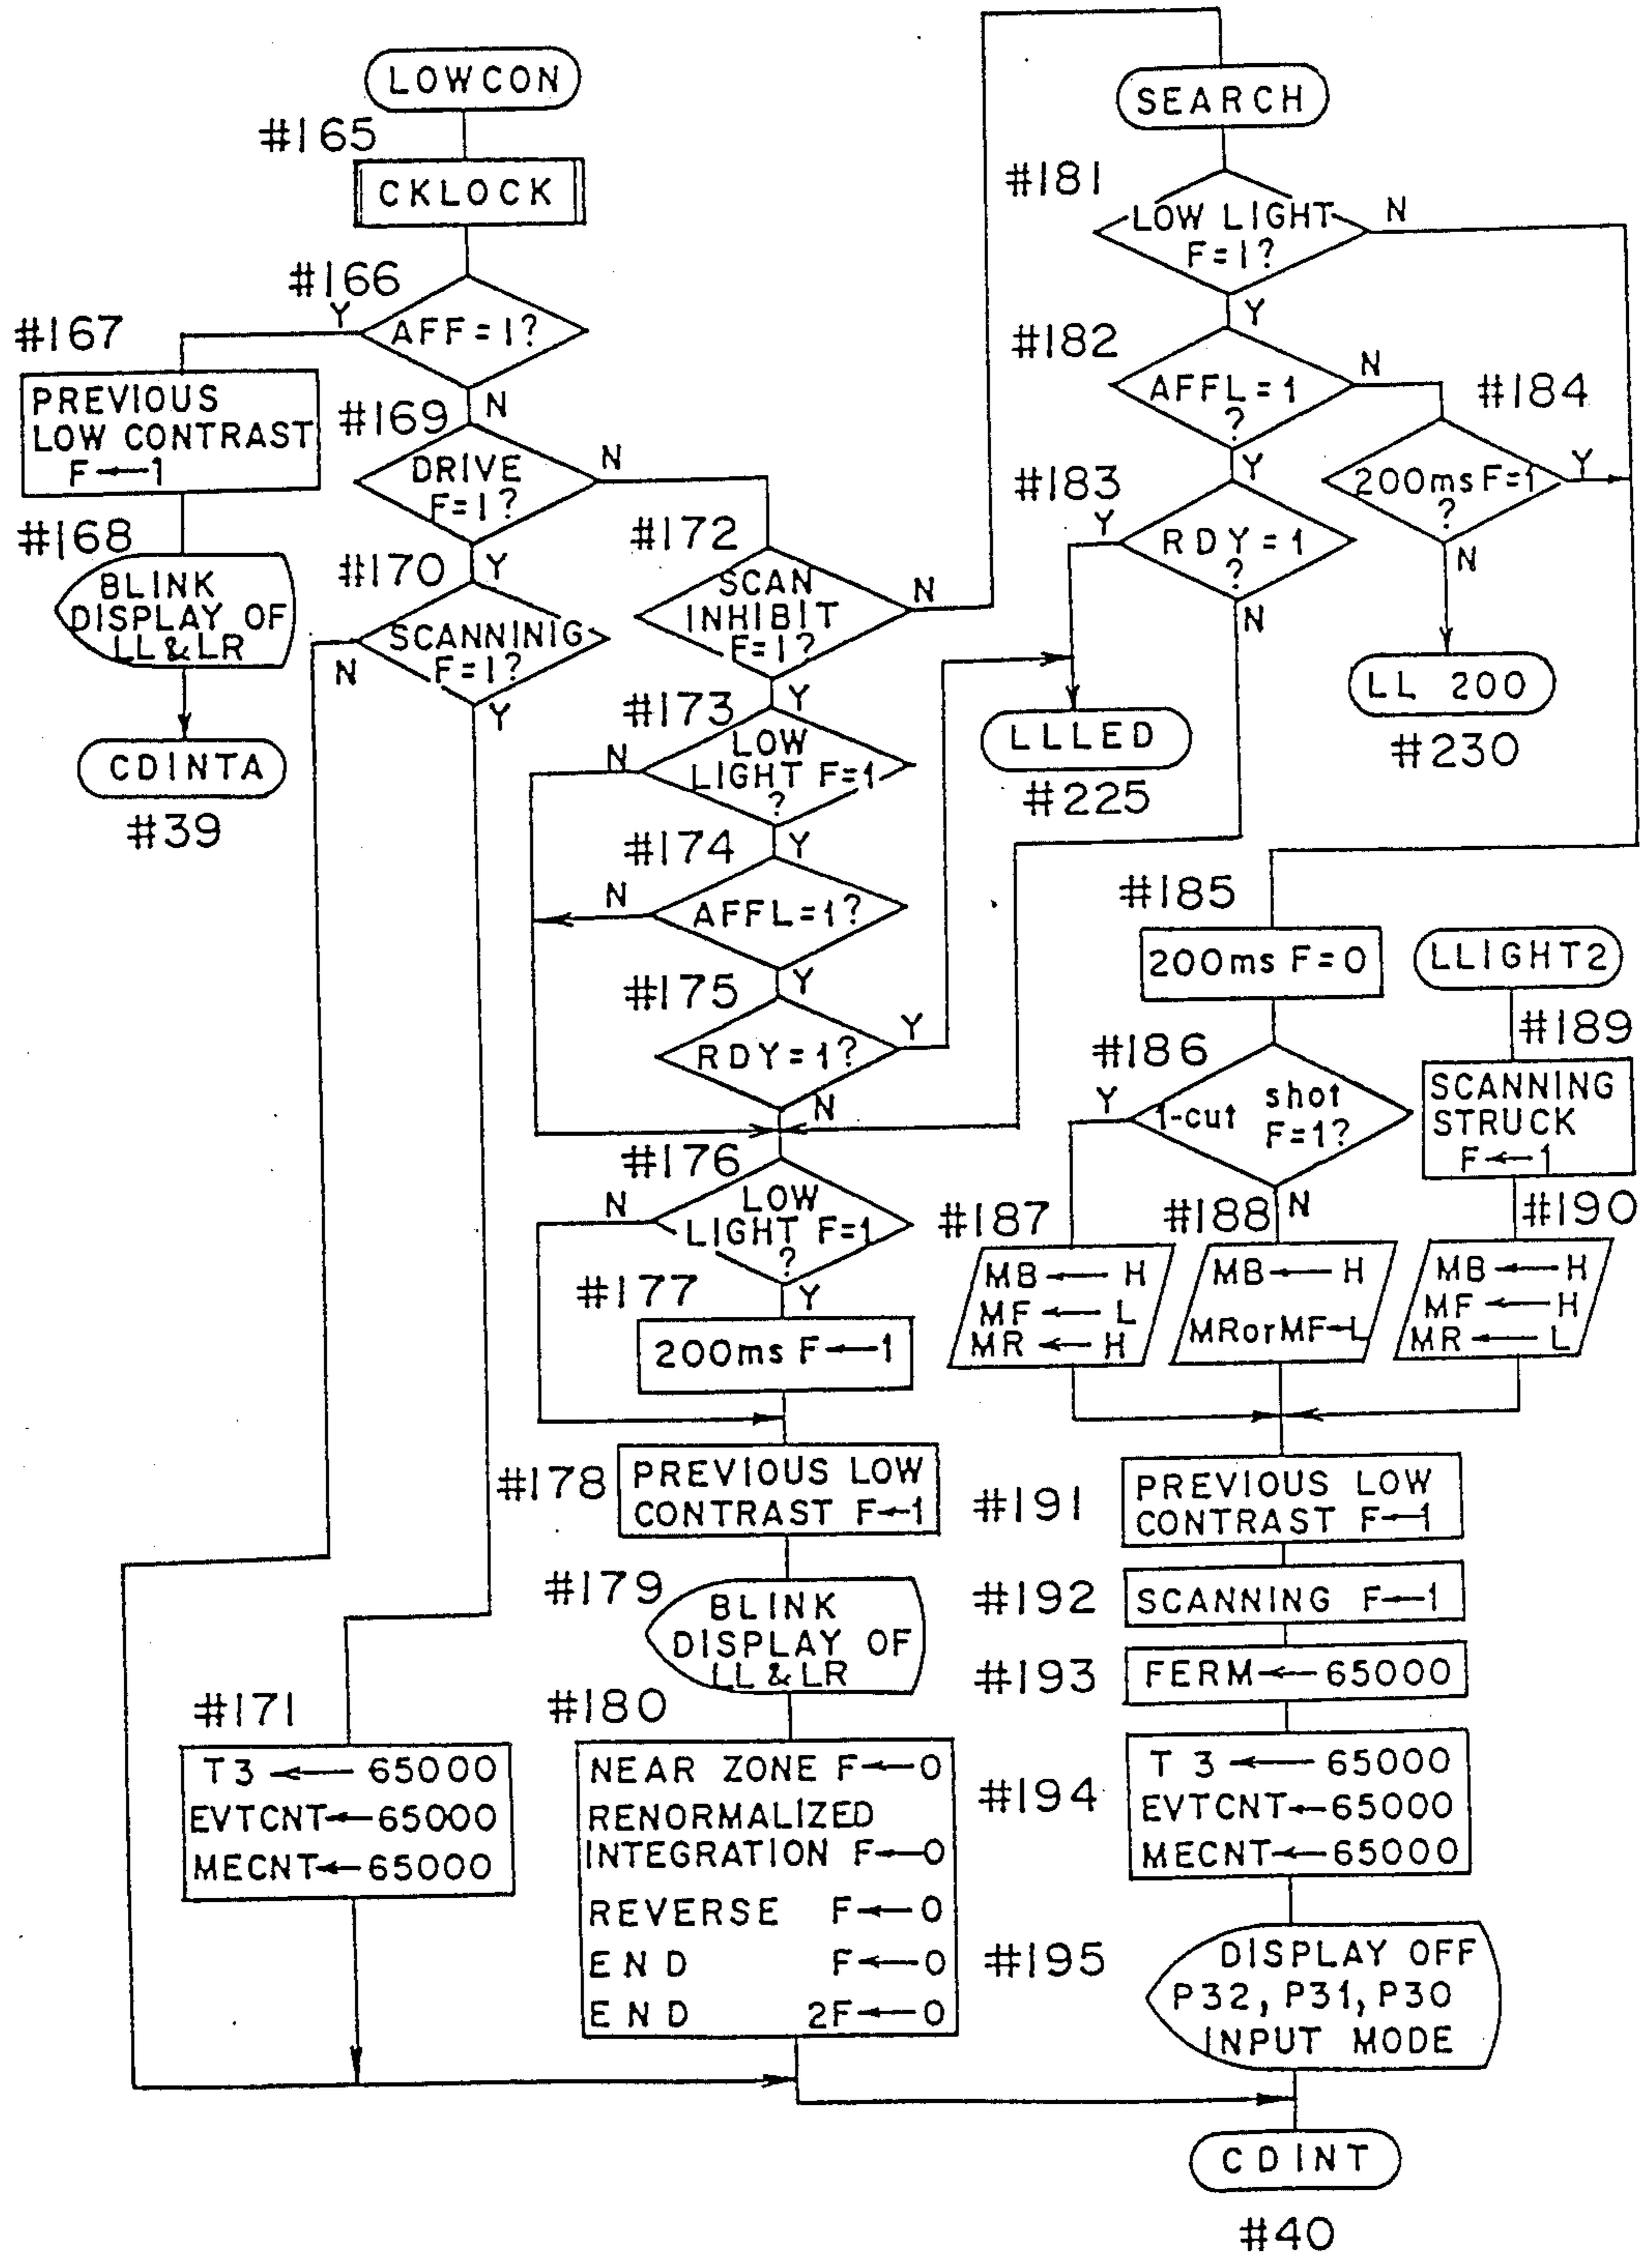 LOWCON
#165
CKLOCK
#166
Y
AFF=1?
N
#167
PREVIOUS
LOW CONTRAST
F←1
#168
BLINK
DISPLAY OF
LL&LR
CDINTA
#39
#169
DRIVE
F=1?
N
Y
#170
SCANNINIG
F=1?
N
Y
#171
T3←65000
EVTCNT←65000
MECNT←65000
#172
SCAN
INHIBIT
F=1?
N
Y
#173
LOW
LIGHT F=1
?
N
Y
#174
AFFL=1?
N
Y
#175
RDY=1?
Y
N
#176
LOW
LIGHT F=1
?
N
Y
#177
200ms F←1
#178
PREVIOUS LOW
CONTRAST F←1
#179
BLINK
DISPLAY OF
LL&LR
#180
NEAR ZONE F←0
RENORMALIZED
INTEGRATION F←0
REVERSE F←0
END F←0
END 2F←0
SEARCH
#181
LOW LIGHT
F=1?
N
Y
#182
AFFL=1
?
N
Y
#183
RDY=1
?
Y
N
#184
200ms F=1
?
Y
N
LL 200
#230
LLLED
#225
#185
200ms F=0
#186
1-cut shot
F=1?
Y
N
#187
MB←H
MF←L
MR←H
#188
MB←H
MRorMF←L
LLIGHT2
#189
SCANNING
STRUCK
F←1
#190
MB←H
MF←H
MR←L
#191
PREVIOUS LOW
CONTRAST F←1
#192
SCANNING F←1
#193
FERM←65000
#194
T3←65000
EVTCNT←65000
MECNT←65000
#195
DISPLAY OFF
P32, P31, P30
INPUT MODE
CDINT
#40